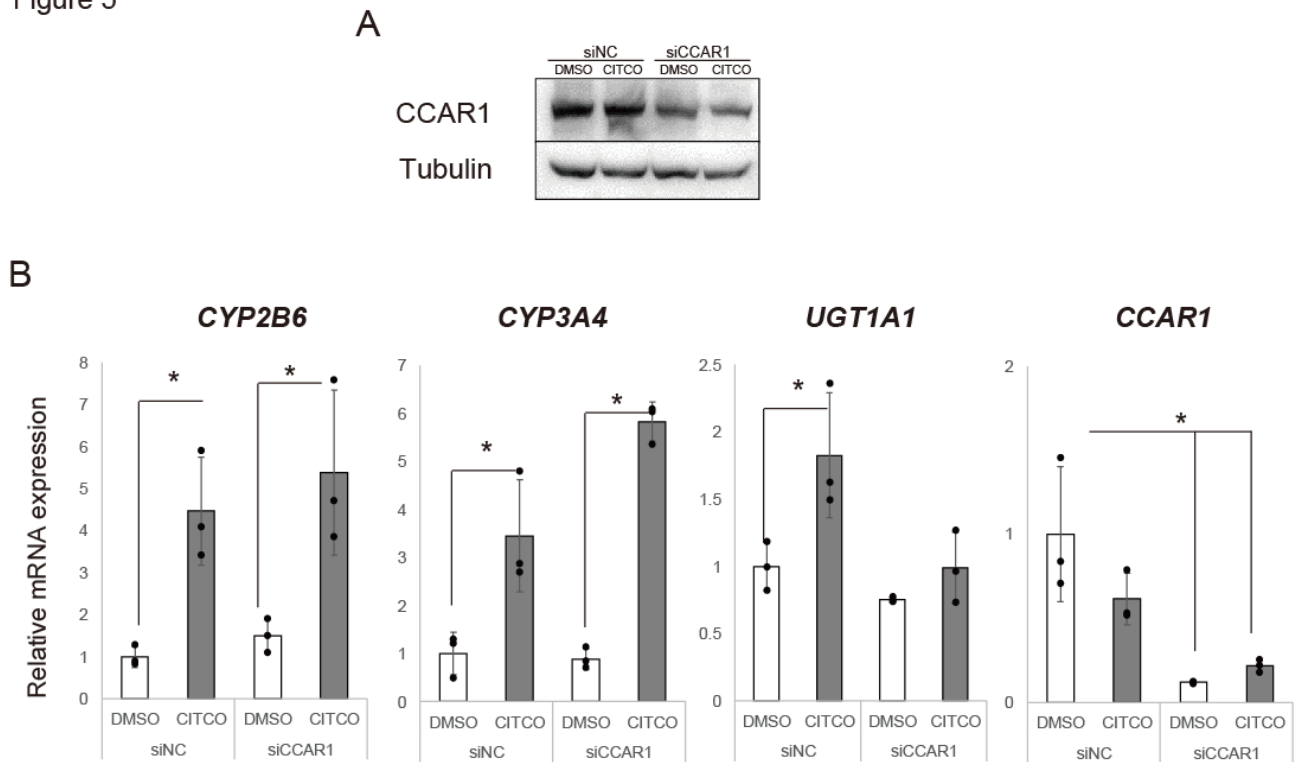 Figure 5
A
siNC siCCAR1
DMSO CITCO DMSO CITCO
CCAR1
Tubulin
B
CYP2B6 CYP3A4 UGT1A1 CCAR1
Relative mRNA expression
8
7
6
5
4
3
2
1
0
* *
DMSO CITCO DMSO CITCO
siNC siCCAR1
7
6
5
4
3
2
1
0
* *
DMSO CITCO DMSO CITCO
siNC siCCAR1
2.5
2
1.5
1
0.5
0
*
DMSO CITCO DMSO CITCO
siNC siCCAR1
2
1
0
*
DMSO CITCO DMSO CITCO
siNC siCCAR1